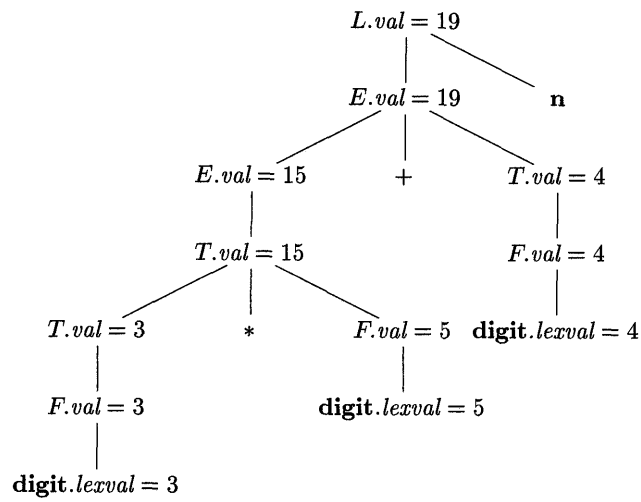 L.val = 19
E.val = 19 n
E.val = 15 + T.val = 4
T.val = 15 F.val = 4
T.val = 3 * F.val = 5 digit.lexval = 4
F.val = 3 digit.lexval = 5
digit.lexval = 3